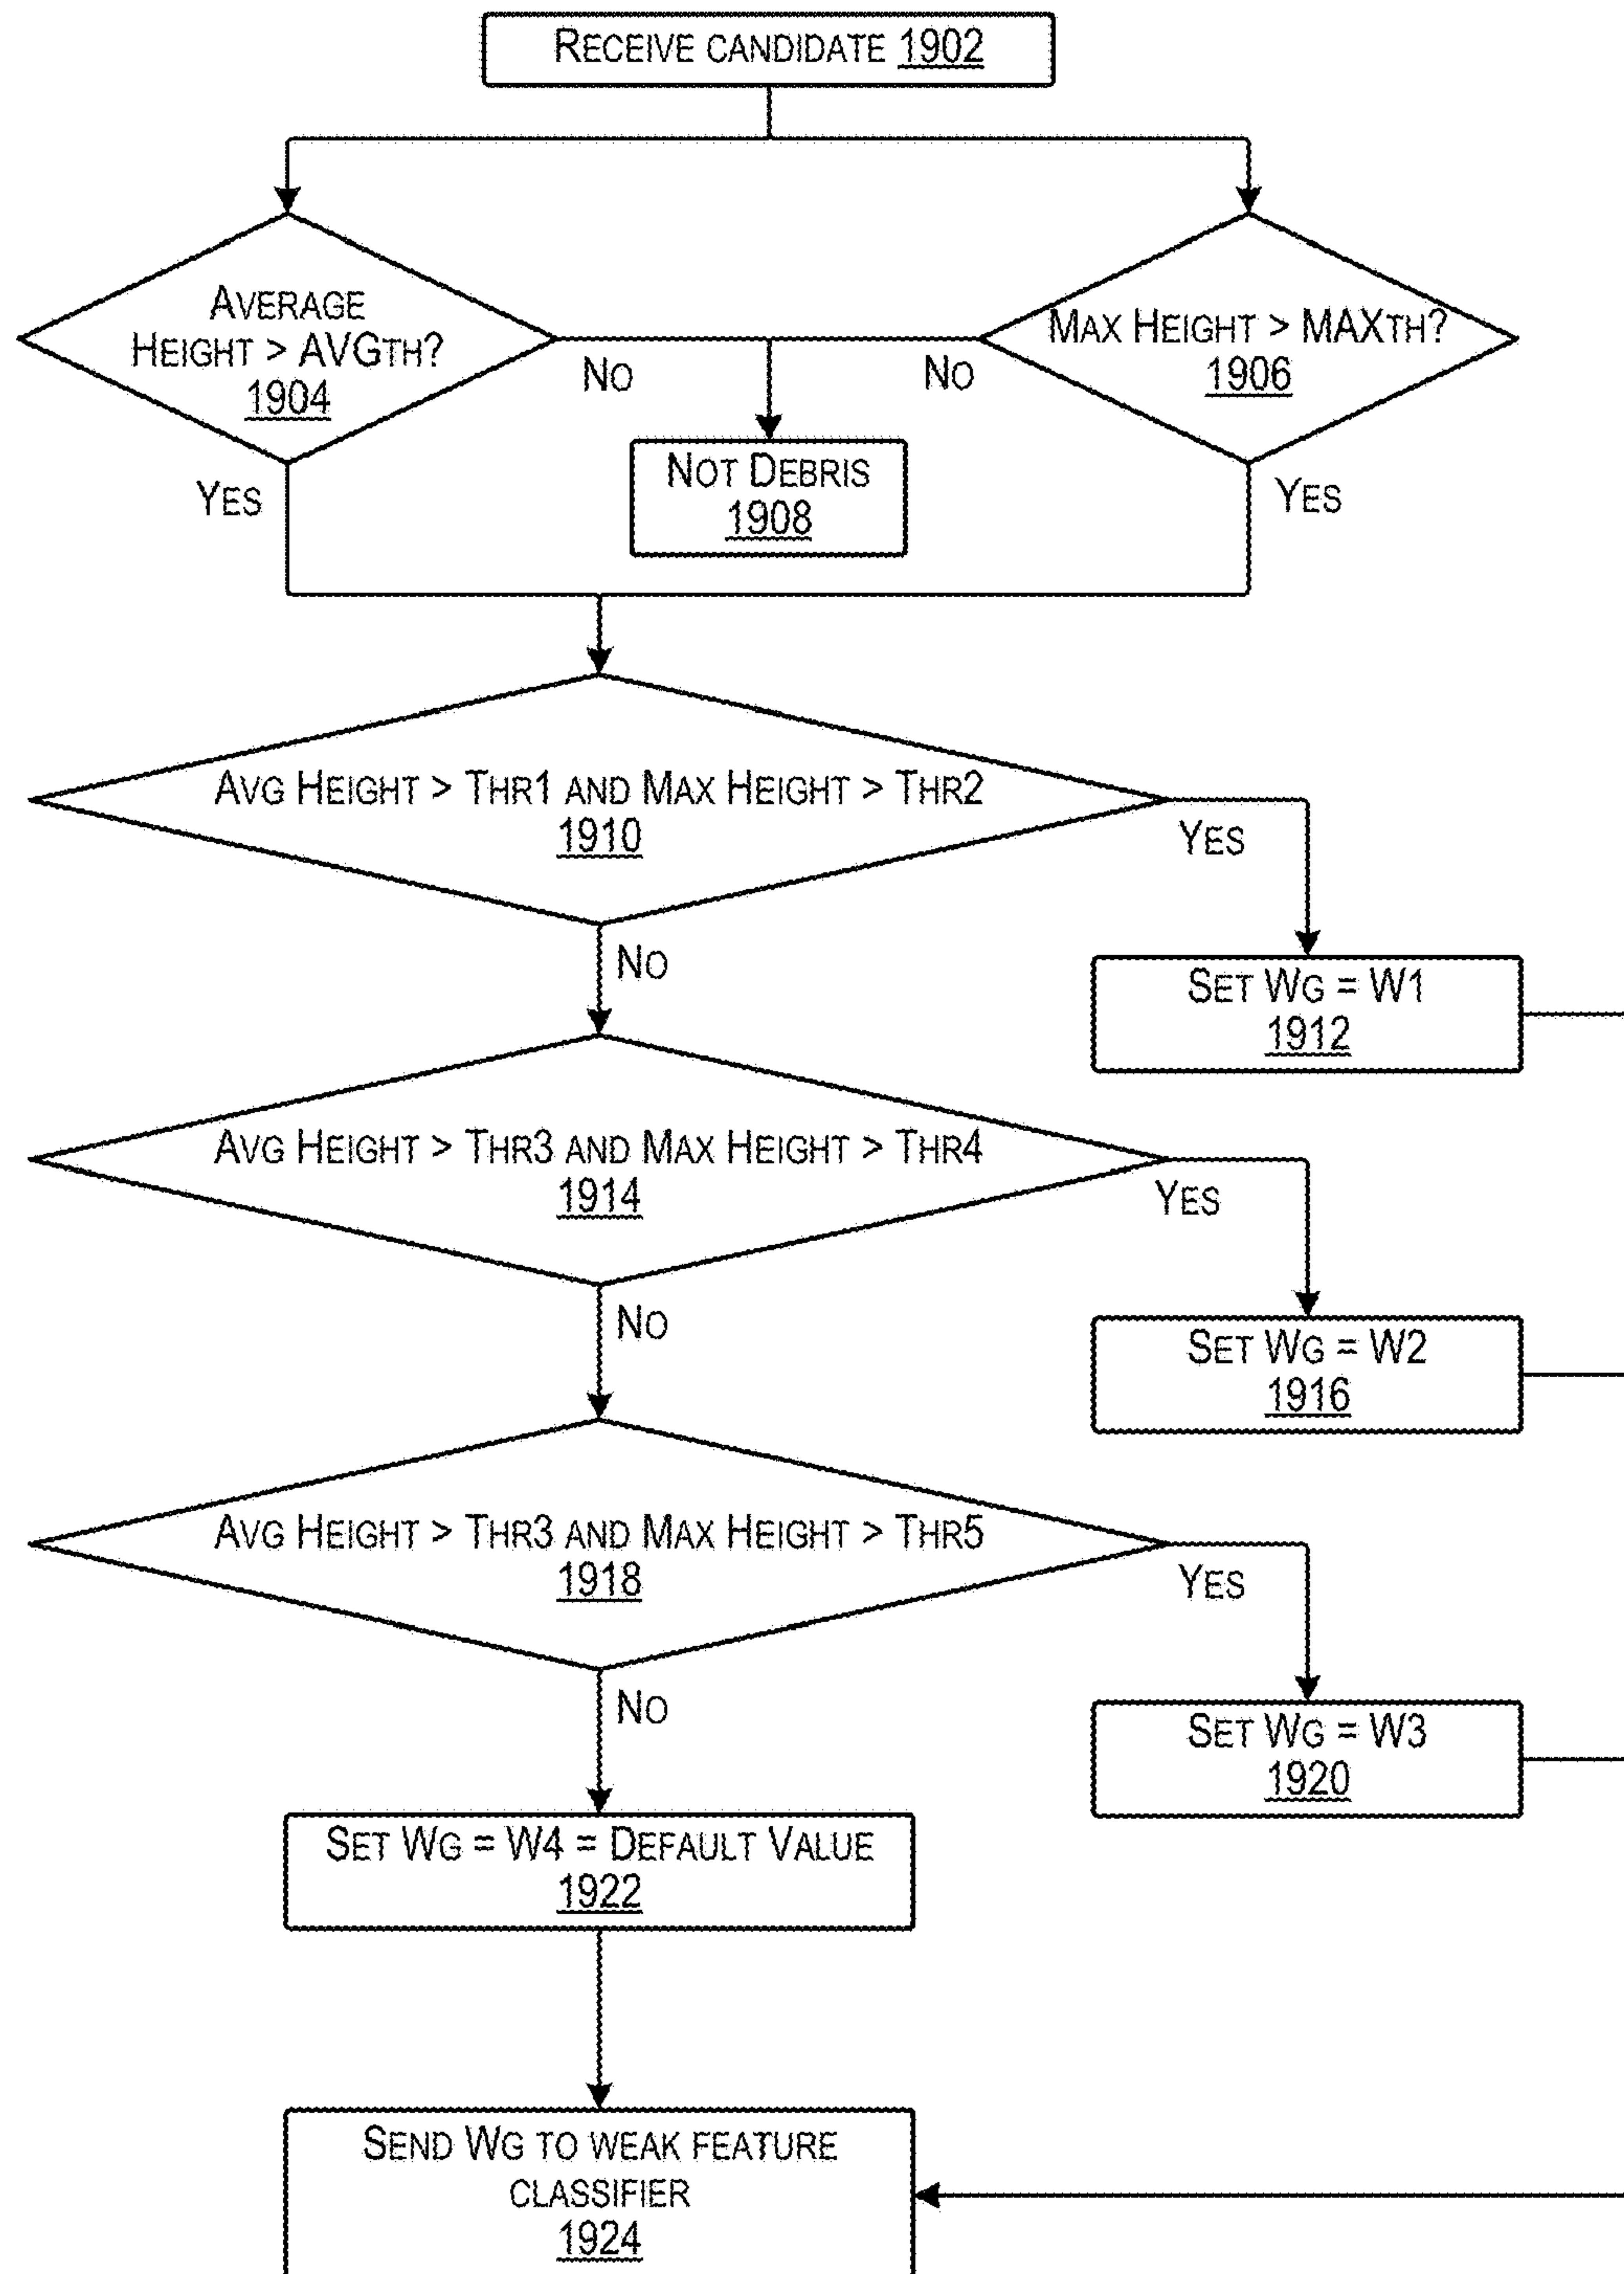 RECEIVE CANDIDATE 1902
AVERAGE
HEIGHT > AVGTH?
1904
NO
NO
MAX HEIGHT > MAXTH?
1906
NOT DEBRIS
1908
YES
YES
AVG HEIGHT > THR1 AND MAX HEIGHT > THR2
1910
YES
NO
SET WG = W1
1912
AVG HEIGHT > THR3 AND MAX HEIGHT > THR4
1914
YES
NO
SET WG = W2
1916
AVG HEIGHT > THR3 AND MAX HEIGHT > THR5
1918
YES
NO
SET WG = W3
1920
SET WG = W4 = DEFAULT VALUE
1922
SEND WG TO WEAK FEATURE
CLASSIFIER
1924